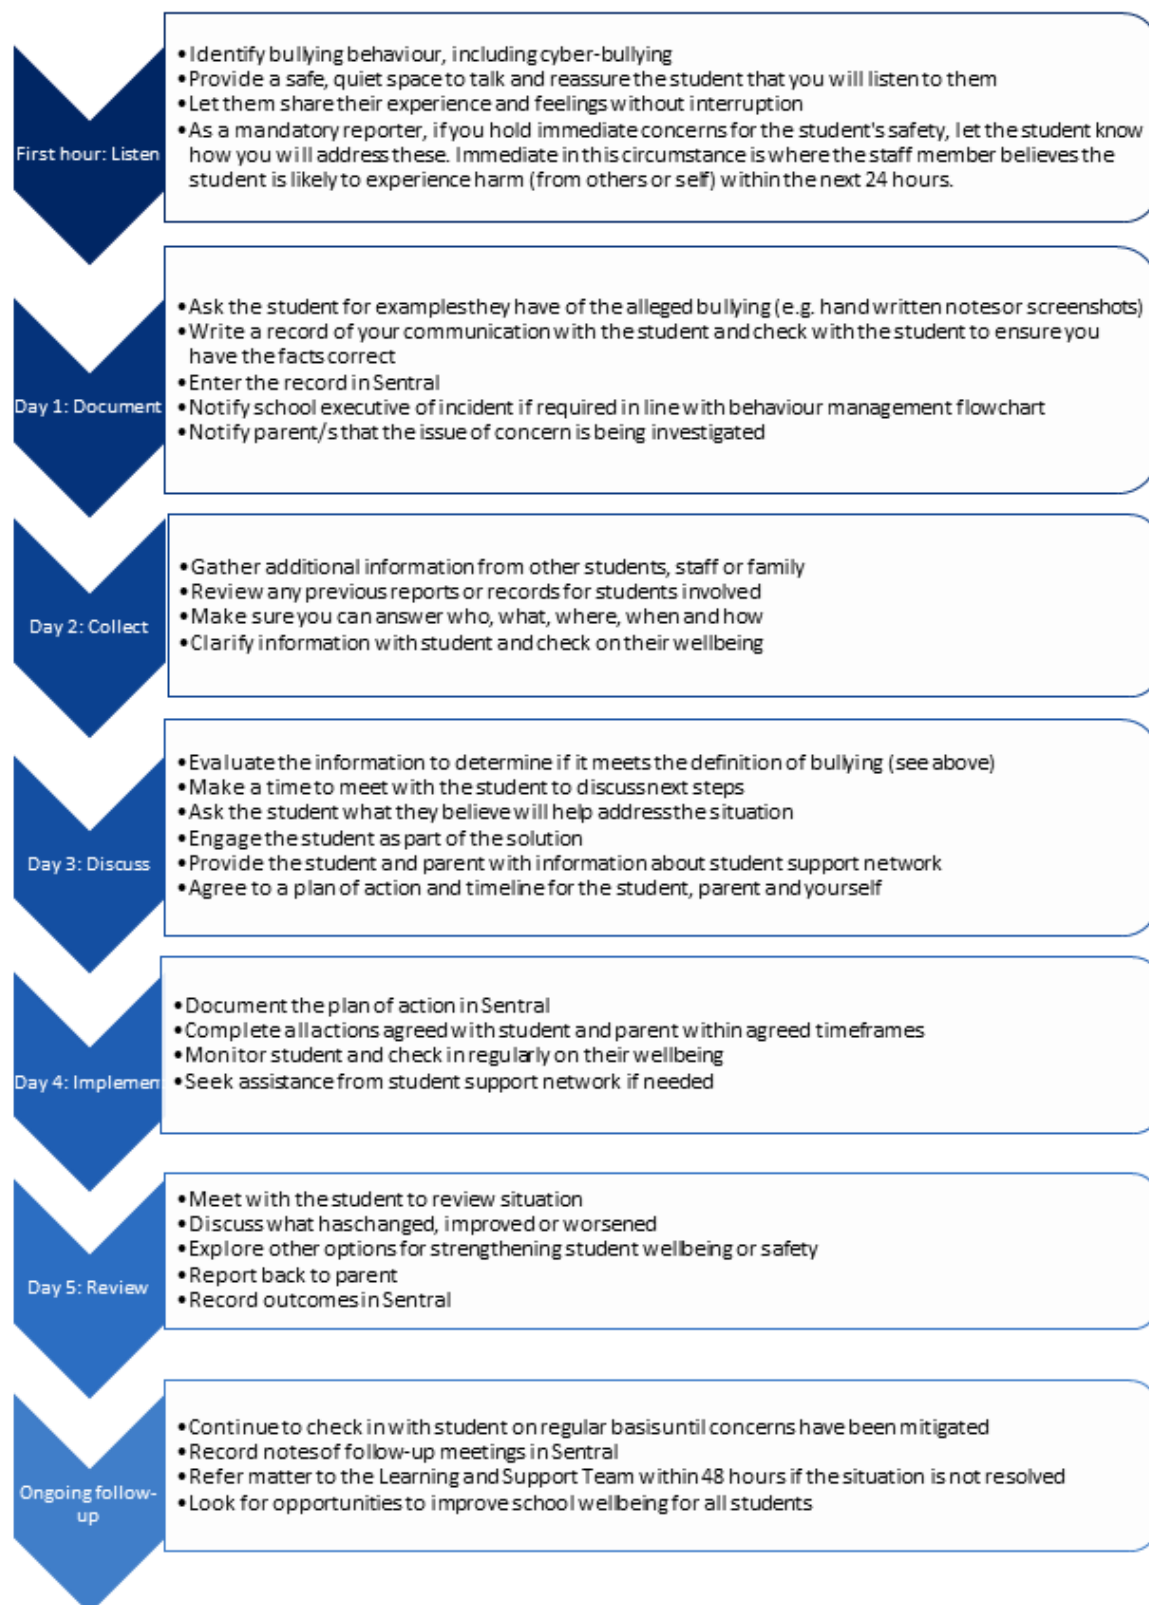 First hour: Listen
•Identify bullying behaviour, including cyber-bullying
•Provide a safe, quiet space to talk and reassure the student that you will listen to them
•Let them share their experience and feelings without interruption
•As a mandatory reporter, if you hold immediate concerns for the student's safety, let the student know
how you will address these. Immediate in this circumstance is where the staff member believes the
student is likely to experience harm (from others or self) within the next 24 hours.
Day 1: Document
•Ask the student for examples they have of the alleged bullying (e.g. hand written notes or screenshots)
•Write a record of your communication with the student and check with the student to ensure you
have the facts correct
•Enter the record in Sentral
•Notify school executive of incident if required in line with behaviour management flowchart
•Notify parent/s that the issue of concern is being investigated
Day 2: Collect
•Gather additional information from other students, staff or family
•Review any previous reports or records for students involved
•Make sure you can answer who, what, where, when and how
•Clarify information with student and check on their wellbeing
Day 3: Discuss
•Evaluate the information to determine if it meets the definition of bullying (see above)
•Make a time to meet with the student to discuss next steps
•Ask the student what they believe will help address the situation
•Engage the student as part of the solution
•Provide the student and parent with information about student support network
•Agree to a plan of action and timeline for the student, parent and yourself
Day 4: Implemen
•Document the plan of action in Sentral
•Complete all actions agreed with student and parent within agreed timeframes
•Monitor student and check in regularly on their wellbeing
•Seek assistance from student support network if needed
Day 5: Review
•Meet with the student to review situation
•Discuss what has changed, improved or worsened
•Explore other options for strengthening student wellbeing or safety
•Report back to parent
•Record outcomes in Sentral
Ongoing follow-
up
•Continue to check in with student on regular basis until concerns have been mitigated
•Record notes of follow-up meetings in Sentral
•Refer matter to the Learning and Support Team within 48 hours if the situation is not resolved
•Look for opportunities to improve school wellbeing for all students